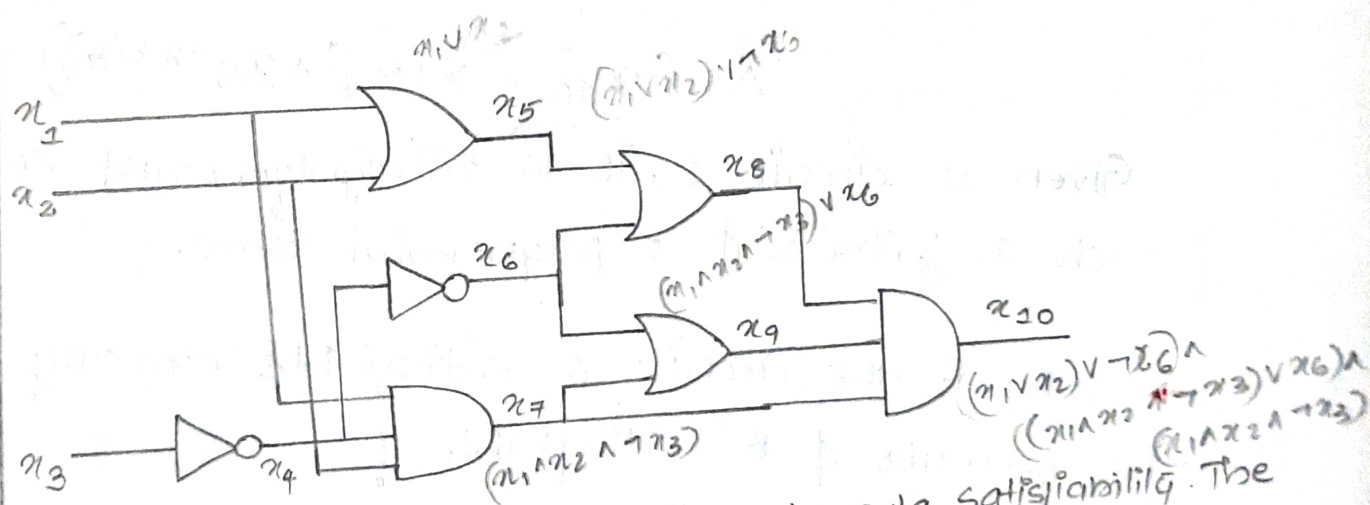 x₁ ∨ x₂
(x₁ ∨ x₂) ∨ ¬
x₁
x₅
x₂
x₈
(x₁ ∧ x₂ ∧ ¬ x₃) ∨ x₆
x₆
x₉
x₁₀
x₇
(x₁ ∨ x₂) ∨ ¬ x₆) ∧
((x₁ ∧ x₂ ∧ ¬ x₃) ∨ x₆) ∧
(x₁ ∧ x₂ ∧ ¬ x₃)
x₃
x₄
(x₁ ∧ x₂ ∧ ¬ x₃)
satisfiability. The